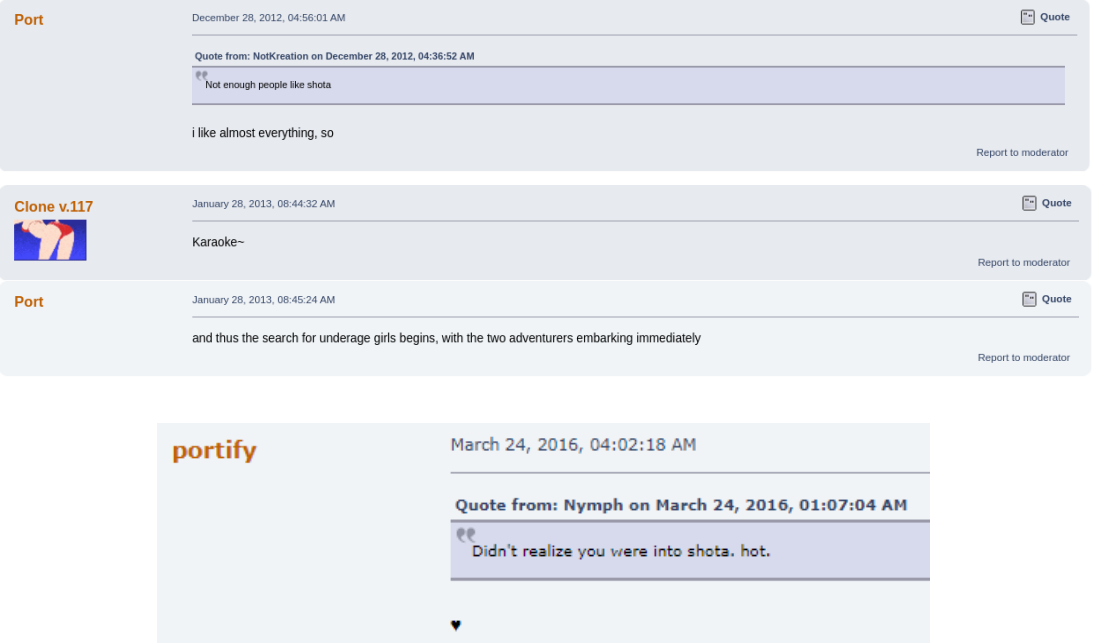 Port
December 28, 2012, 04:56:01 AM
Quote
Quote from: NotKreation on December 28, 2012, 04:36:52 AM
Not enough people like shota
i like almost everything, so
Report to moderator
Clone v.117
January 28, 2013, 08:44:32 AM
Quote
Karaoke~
Report to moderator
Port
January 28, 2013, 08:45:24 AM
Quote
and thus the search for underage girls begins, with the two adventurers embarking immediately
Report to moderator
portify
March 24, 2016, 04:02:18 AM
Quote from: Nymph on March 24, 2016, 01:07:04 AM
Didn't realize you were into shota. hot.
♥